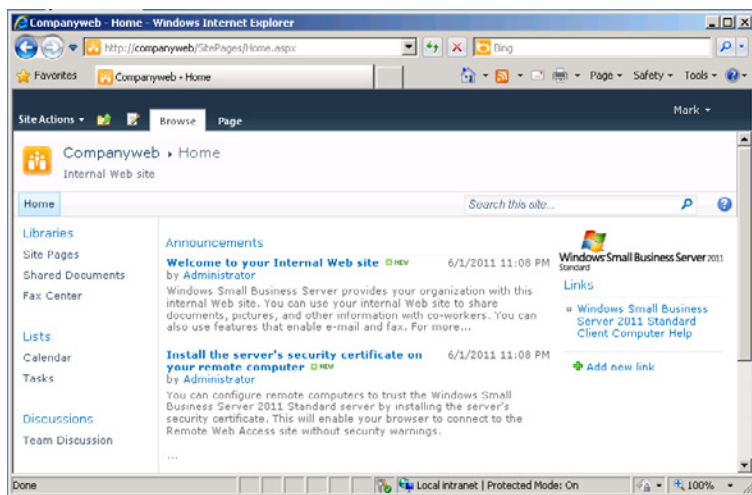 Companyweb - Home - Windows Internet Explorer
http://companyweb/SitePages/Home.aspx
Bing
Favorites
Companyweb - Home
Page
Safety
Tools
Site Actions
Browse
Page
Mark
Companyweb
Home
Internal Web site
Home
Search this site...
Libraries
Site Pages
Shared Documents
Fax Center
Lists
Calendar
Tasks
Discussions
Team Discussion
Announcements
Welcome to your Internal Web site NEW 6/1/2011 11:08 PM
by Administrator
Windows Small Business Server provides your organization with this
internal Web site. You can use your internal Web site to share
documents, pictures, and other information with co-workers. You can
also use features that enable e-mail and fax. For more...
Install the server's security certificate on 6/1/2011 11:08 PM
your remote computer NEW
by Administrator
You can configure remote computers to trust the Windows Small
Business Server 2011 Standard server by installing the server's
security certificate. This will enable your browser to connect to the
Remote Web Access site without security warnings.
...
Windows Small Business Server 2011
Standard
Links
Windows Small Business
Server 2011 Standard
Client Computer Help
Add new link
Done
Local intranet | Protected Mode: On
100%